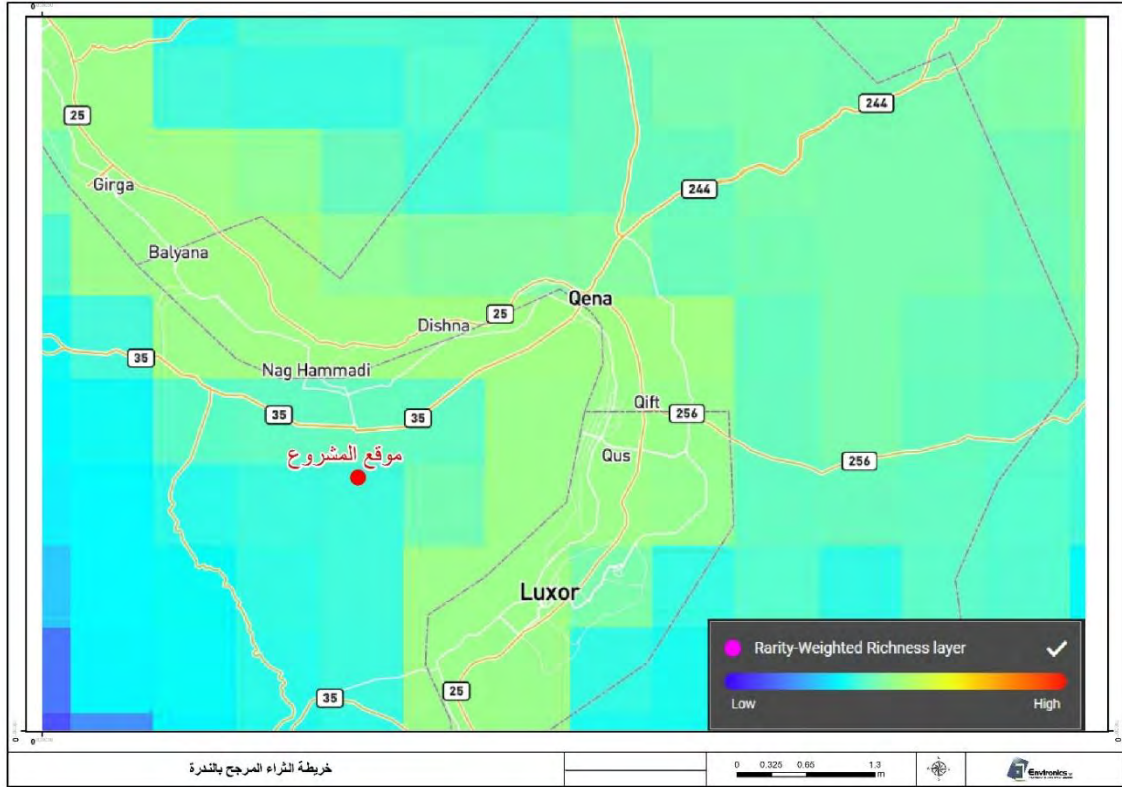 244
25
244
Girga
Balyana
Qena
25
Dishna
35
Nag Hammadi
Qift
35
35
256
Qus
موقع المشروع
256
Luxor
Rarity-Weighted Richness layer
Low
High
35
25
خريطة الثراء المرجح بالندرة
0 0.325 0.65 1.3
m
Environics